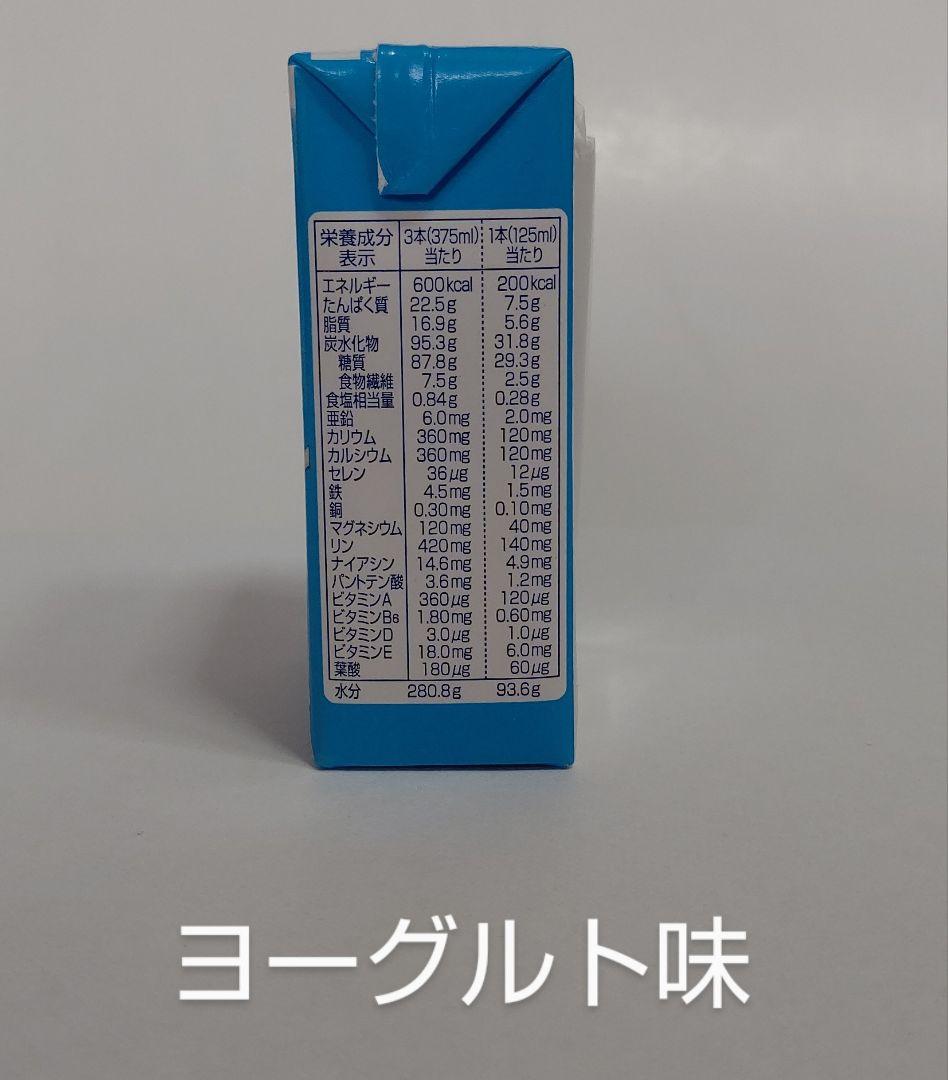 栄養成分表示 3本(375ml)当たり 1本(125ml)当たり
エネルギー 600kcal 200kcal
たんぱく質 22.5g 7.5g
脂質 16.9g 5.6g
炭水化物 95.3g 31.8g
糖質 87.8g 29.3g
食物繊維 7.5g 2.5g
食塩相当量 0.84g 0.28g
亜鉛 6.0mg 2.0mg
カリウム 360mg 120mg
カルシウム 360mg 120mg
セレン 36μg 12μg
鉄 4.5mg 1.5mg
銅 0.30mg 0.10mg
マグネシウム 120mg 40mg
リン 420mg 140mg
ナイアシン 14.6mg 4.9mg
パントテン酸 3.6mg 1.2mg
ビタミンA 360μg 120μg
ビタミンB6 1.80mg 0.60mg
ビタミンD 3.0μg 1.0μg
ビタミンE 18.0mg 6.0mg
葉酸 180μg 60μg
水分 280.8g 93.6g
ヨーグルト味